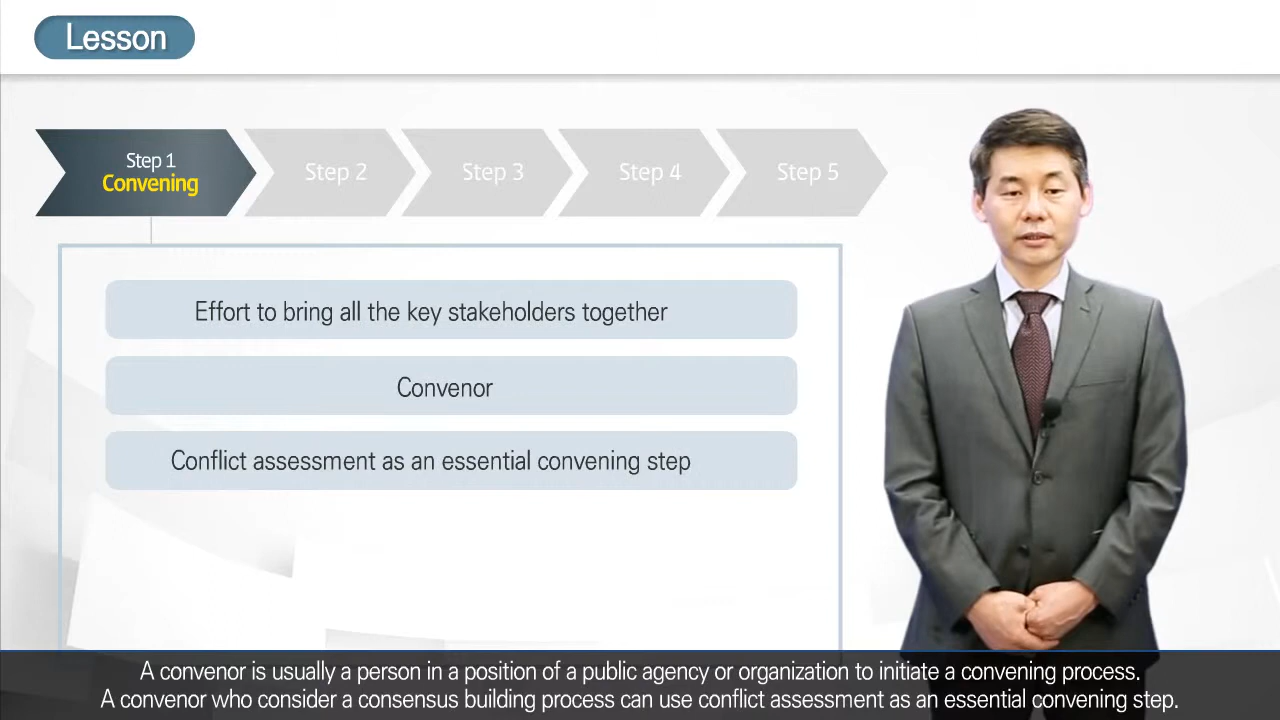 Lesson
Step 1
Convening
Step 2
Step 3
Step 4
Step 5
Effort to bring all the key stakeholders together
Convenor
Conflict assessment as an essential convening step
A convenor is usually a person in a position of a public agency or organization to initiate a convening process.
A convenor who consider a consensus building process can use conflict assessment as an essential convening step.